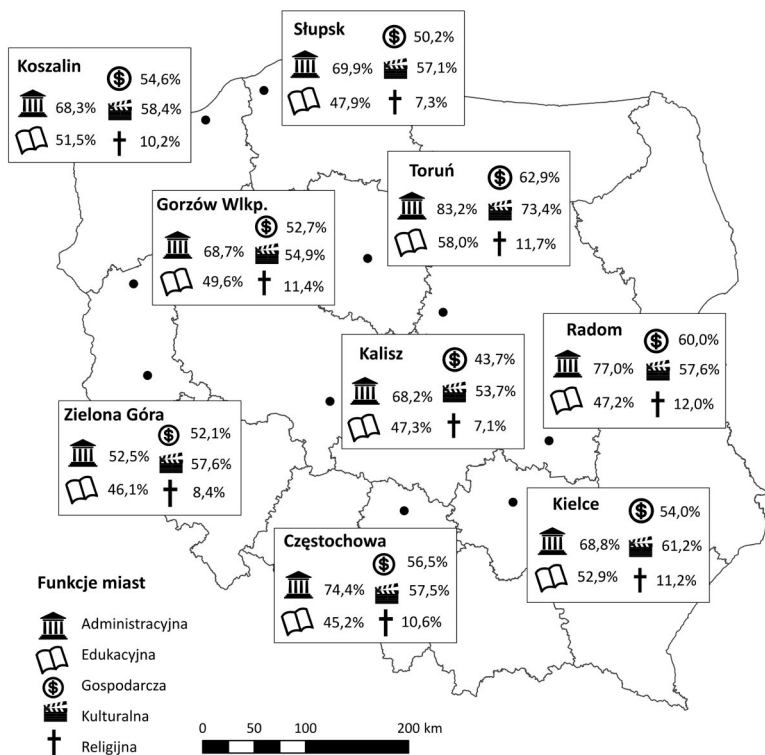 Słupsk
50,2%
69,9% 57,1%
47,9% 7,3%
Koszalin
54,6%
68,3% 58,4%
51,5% 10,2%
Toruń
62,9%
83,2% 73,4%
58,0% 11,7%
Gorzów Wlkp.
52,7%
68,7% 54,9%
49,6% 11,4%
Radom
60,0%
77,0% 57,6%
47,2% 12,0%
Kalisz
43,7%
68,2% 53,7%
47,3% 7,1%
Zielona Góra
52,1%
52,5% 57,6%
46,1% 8,4%
Kielce
54,0%
68,8% 61,2%
52,9% 11,2%
Częstochowa
56,5%
74,4% 57,5%
45,2% 10,6%
Funkcje miast
Administracyjna
Edukacyjna
Gospodarcza
Kulturalna
Religijna
0 50 100 200 km